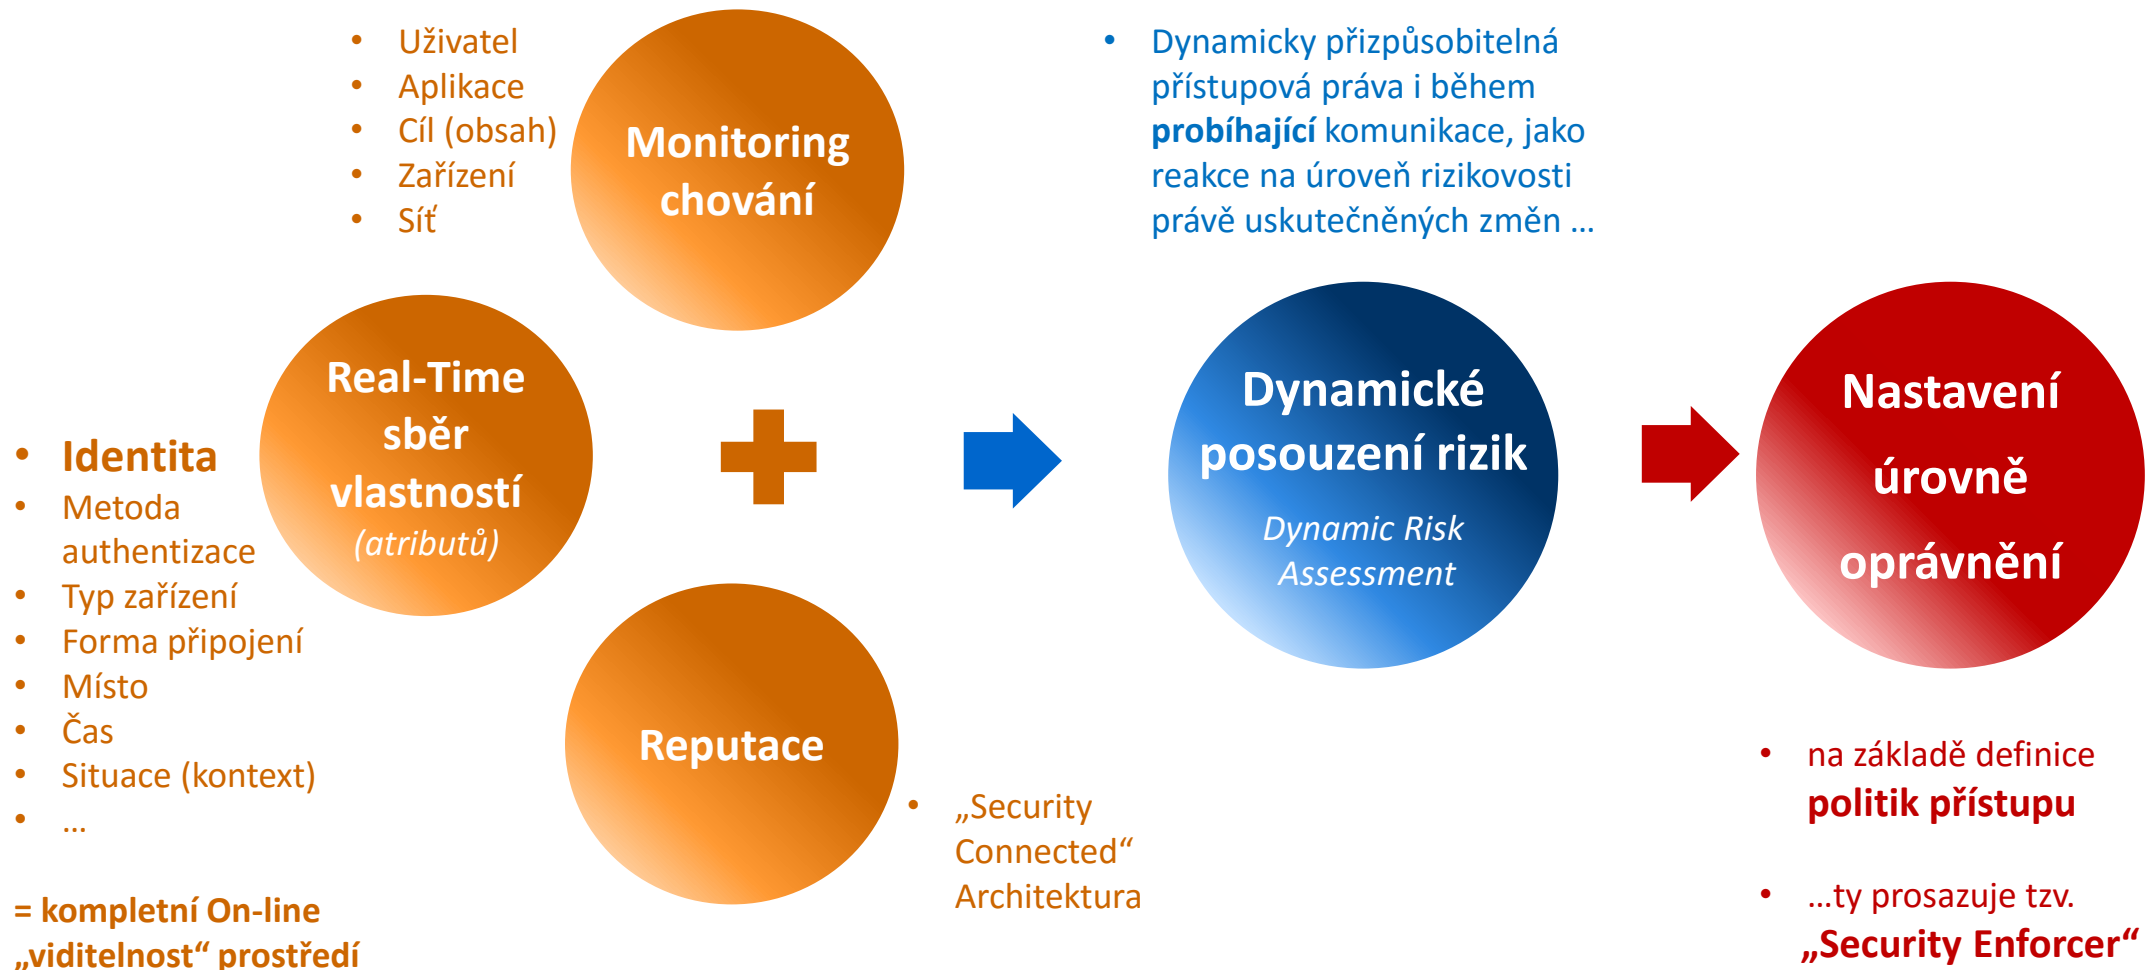 • Uživatel
• Aplikace
• Cíl (obsah)
• Zařízení
• Síť
Monitoring
chování
• Dynamicky přizpůsobitelná
přístupová práva i během
probíhající komunikace, jako
reakce na úroveň rizikovosti
právě uskutečněných změn ...
Real-Time
sběr
vlastností
(atributů)
• Identita
• Metoda
authentizace
• Typ zařízení
• Forma připojení
• Místo
• Čas
• Situace (kontext)
• ...
= kompletní On-line
„viditelnost“ prostředí
Reputace
• „Security
Connected“
Architektura
Dynamické
posouzení rizik
Dynamic Risk
Assessment
Nastavení
úrovně
oprávnění
• na základě definice
politik přístupu
• ...ty prosazuje tzv.
„Security Enforcer“